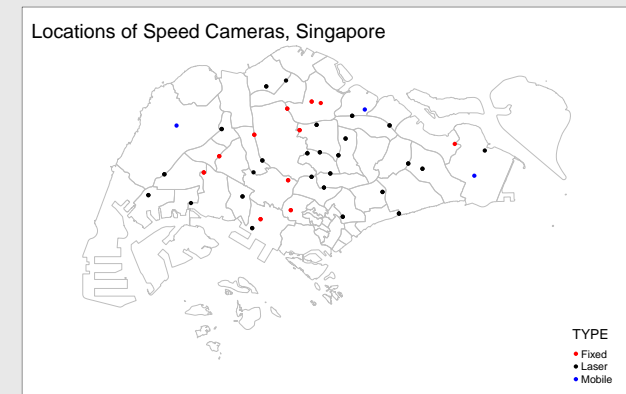 Locations of Speed Cameras, Singapore
TYPE
Fixed
Laser
Mobile